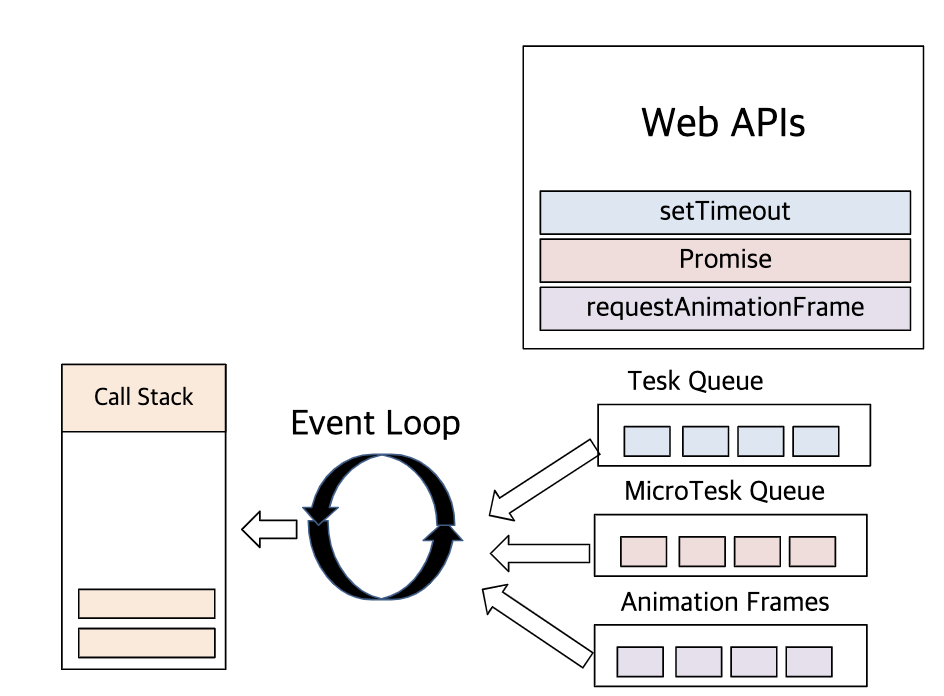 Web APIs
setTimeout
Promise
requestAnimationFrame
Call Stack
Event Loop
Tesk Queue
MicroTesk Queue
Animation Frames